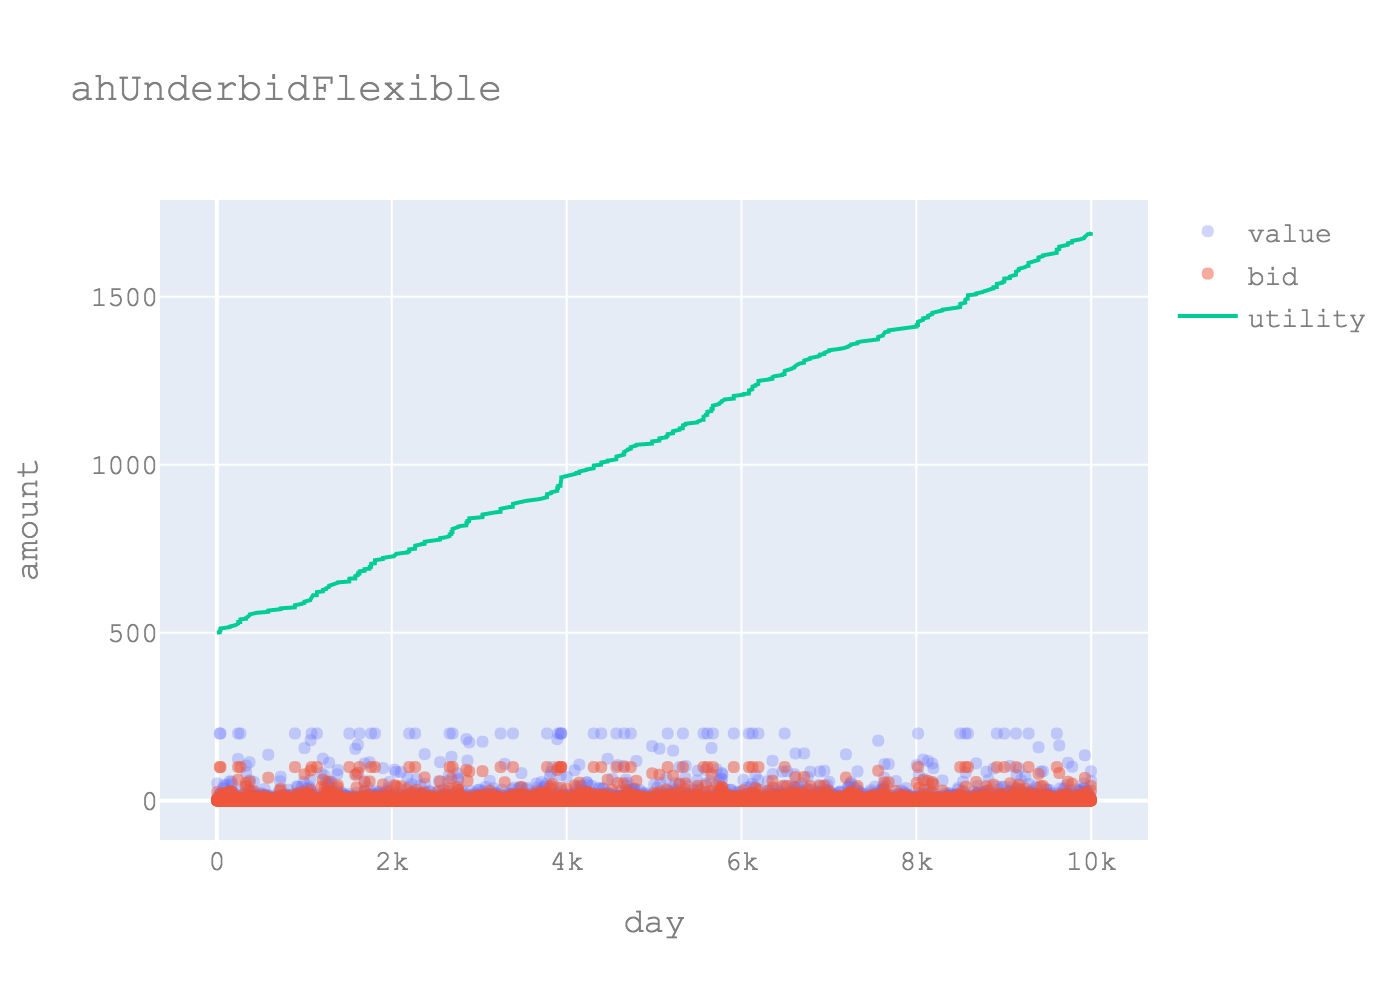 ahUnderbidFlexible
value
bid
utility
1500
1000
500
0
amount
0 2k 4k 6k 8k 10k
day